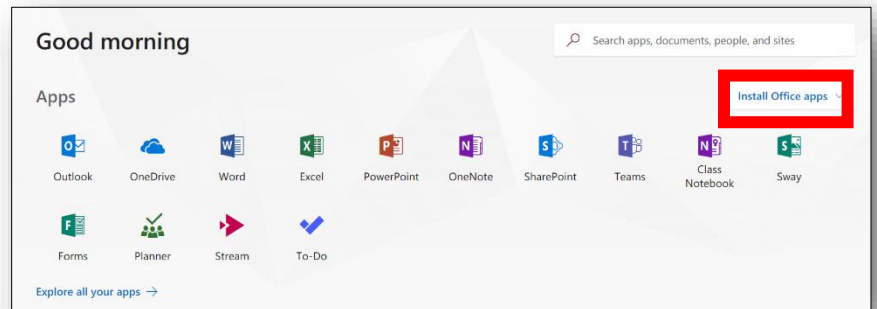 Good morning
Search apps, documents, people, and sites
Apps
Install Office apps
Outlook OneDrive Word Excel PowerPoint OneNote SharePoint Teams Class Notebook Sway
Forms Planner Stream To-Do
Explore all your apps →